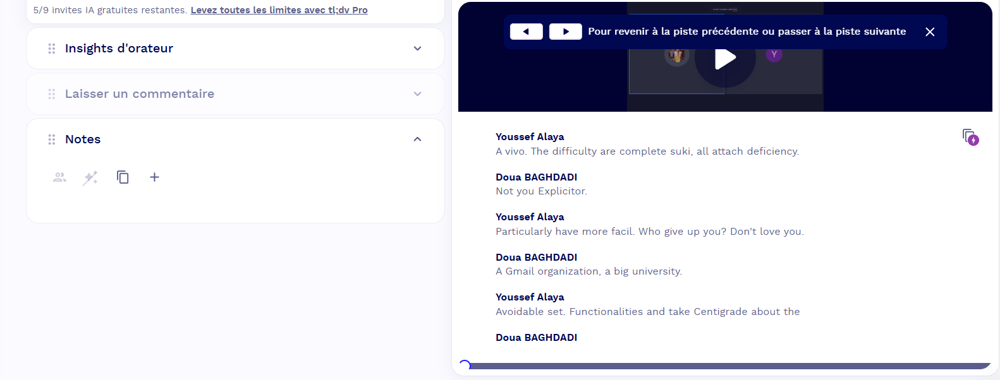 5/9 invites IA gratuites restantes. Levez toutes les limites avec tl;dv Pro
Insights d'orateur
Laisser un commentaire
Notes
Pour revenir à la piste précédente ou passer à la piste suivante
Y
Youssef Alaya
A vivo. The difficulty are complete suki, all attach deficiency.
Doua BAGHDADI
Not you Explicitor.
Youssef Alaya
Particularly have more facil. Who give up you? Don't love you.
Doua BAGHDADI
A Gmail organization, a big university.
Youssef Alaya
Avoidable set. Functionalities and take Centigrade about the
Doua BAGHDADI